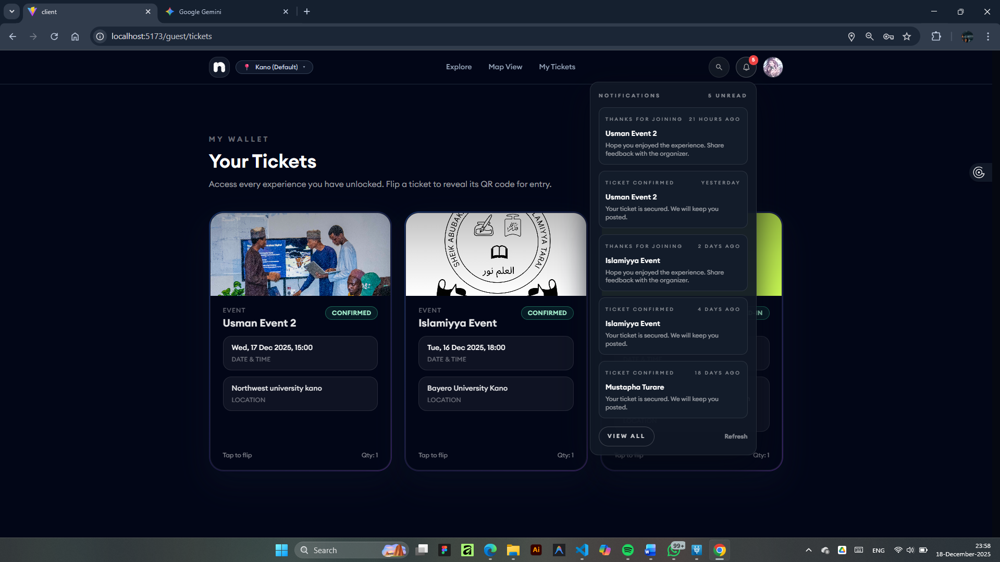 client
Google Gemini
localhost:5173/guest/tickets
n
Kano (Default)
Explore
Map View
My Tickets
5
NOTIFICATIONS
5 UNREAD
THANKS FOR JOINING
21 HOURS AGO
Usman Event 2
Hope you enjoyed the experience. Share
feedback with the organizer.
TICKET CONFIRMED
YESTERDAY
Usman Event 2
Your ticket is secured. We will keep you
posted.
THANKS FOR JOINING
2 DAYS AGO
Islamiyya Event
Hope you enjoyed the experience. Share
feedback with the organizer.
TICKET CONFIRMED
4 DAYS AGO
Islamiyya Event
Your ticket is secured. We will keep you
posted.
TICKET CONFIRMED
18 DAYS AGO
Mustapha Turare
Your ticket is secured. We will keep you
posted.
VIEW ALL
Refresh
MY WALLET
Your Tickets
Access every experience you have unlocked. Flip a ticket to reveal its QR code for entry.
EVENT
CONFIRMED
Usman Event 2
Wed, 17 Dec 2025, 15:00
DATE & TIME
Northwest university kano
LOCATION
Tap to flip
Qty: 1
SHEIK ABUBAKA
LAMIYYA TARAI
العلم نور
EVENT
CONFIRMED
Islamiyya Event
Tue, 16 Dec 2025, 18:00
DATE & TIME
Bayero University Kano
LOCATION
Tap to flip
Qty: 1
D-IN
Tap to flip
Qty: 1
Search
Ai
W
99+
ENG
23:58
18-December-2025